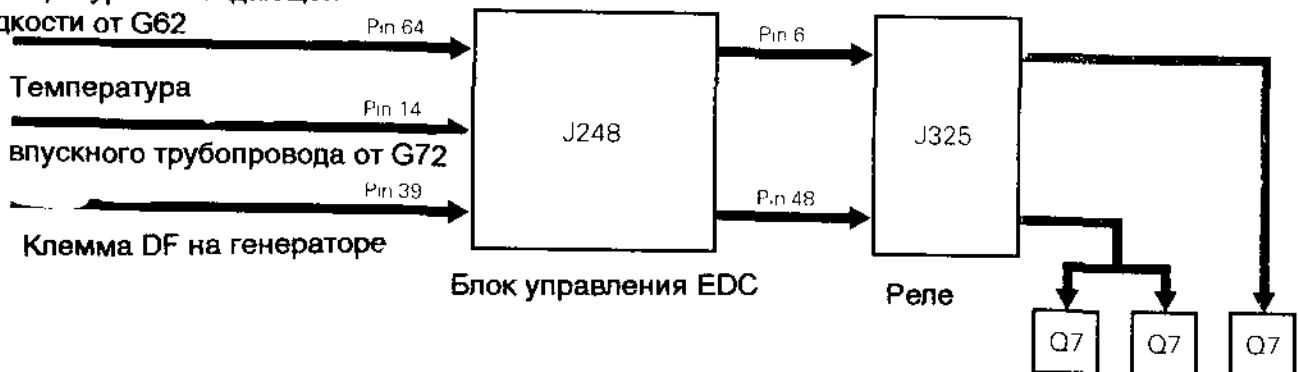 дкости от G62
Pin 64
Pin 6
Температура
Pin 14
J248
J325
впускного трубопровода от G72
Pin 39
Pin 48
Клемма DF на генераторе
Блок управления EDC
Реле
Q7
Q7
Q7